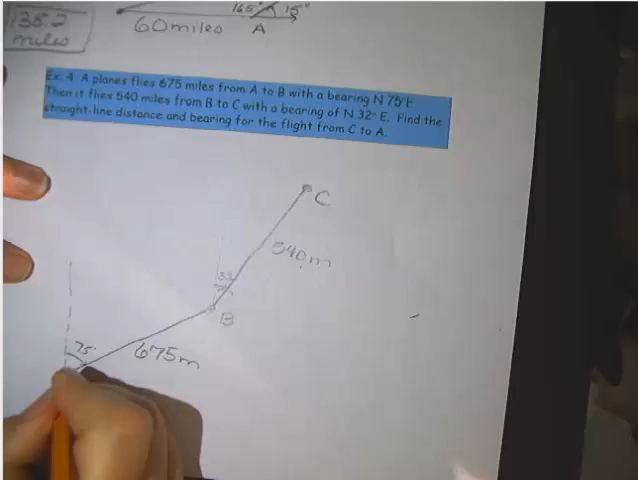 138.2
miles
165° 15°
60miles A
Ex. 4 A planes flies 675 miles from A to B with a bearing N 75°E.
Then it flies 540 miles from B to C with a bearing of N 32° E. Find the
straight-line distance and bearing for the flight from C to A.
C
540m
B
75°
675m